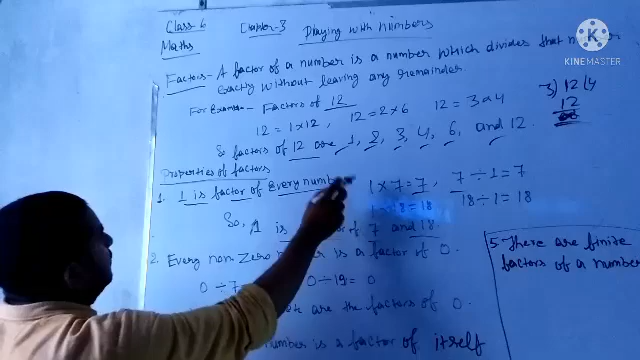 Class 6 Chapter-3 Playing with numbers
Maths
KINEMASTER
Factors - A factor of a number is a number which divides that
exactly without leaving any remainder.
For Example - Factors of 12
12 = 1×12 12 = 2×6 12 = 3×4
3) 12 (4
12
So factors of 12 are 1, 2, 3, 4, 6, and 12.
Properties of factors
1. 1 is factor of every number
1 × 7 = 7, 7 ÷ 1 = 7
1 × 18 = 18 18 ÷ 1 = 18
So, 1 is of 7 and 18.
2. Every non Zero is a factor of 0.
0 ÷ 7 0 ÷ 19 = 0
are the factors of 0.
number is a factor of itself
5. There are finite
factors of a number